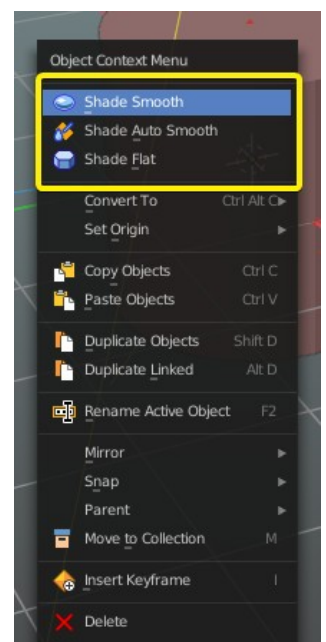 Object Context Menu
Shade Smooth
Shade Auto Smooth
Shade Flat
Convert To Ctrl Alt C
Set Origin
Copy Objects Ctrl C
Paste Objects Ctrl V
Duplicate Objects Shift D
Duplicate Linked Alt D
Rename Active Object F2
Mirror
Snap
Parent
Move to Collection M
Insert Keyframe I
Delete